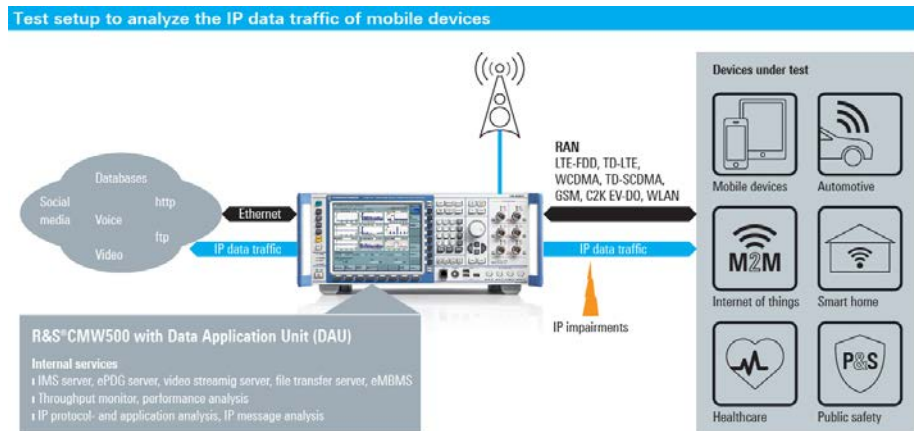 Test setup to analyze the IP data traffic of mobile devices
Databases
Social
media
http
Voice
ftp
Video
Ethernet
IP data traffic
RAN
LTE-FDD, TD-LTE,
WCDMA, TD-SCDMA,
GSM, C2K EV-DO, WLAN
IP data traffic
IP impairments
R&S®CMW500 with Data Application Unit (DAU)
Internal services
ı IMS server, ePDG server, video streamig server, file transfer server, eMBMS
ı Throughput monitor, performance analysis
ı IP protocol- and application analysis, IP message analysis
Devices under test
Mobile devices
Automotive
M2M
Internet of things
Smart home
P&S
Healthcare
Public safety